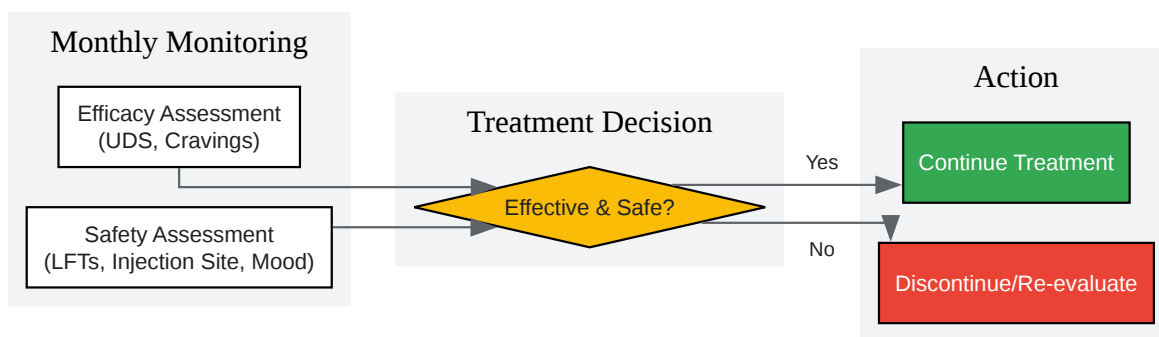 Monthly Monitoring
Efficacy Assessment
(UDS, Cravings)
Safety Assessment
(LFTs, Injection Site, Mood)
Treatment Decision
Effective & Safe?
Yes
No
Action
Continue Treatment
Discontinue/Re-evaluate